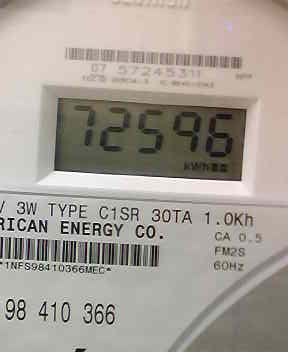 07 57245311
72596
kWh
V 3W TYPE C1SR 30TA 1.0Kh
RICAN ENERGY CO.
CA 0.5
FM2S
60Hz
*1NFS98410366MEC*
98 410 366